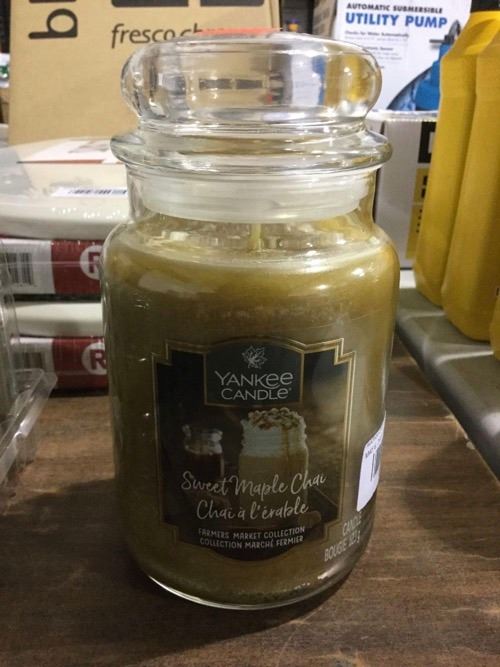 b
fresco
AUTOMATIC SUBMERSIBLE
UTILITY PUMP
R
R
YANKEE
CANDLE®
Sweet Maple Chai
Chai à l'érable
FARMERS MARKET COLLECTION
COLLECTION MARCHÉ FERMIER
CANDLE
BOUGIE